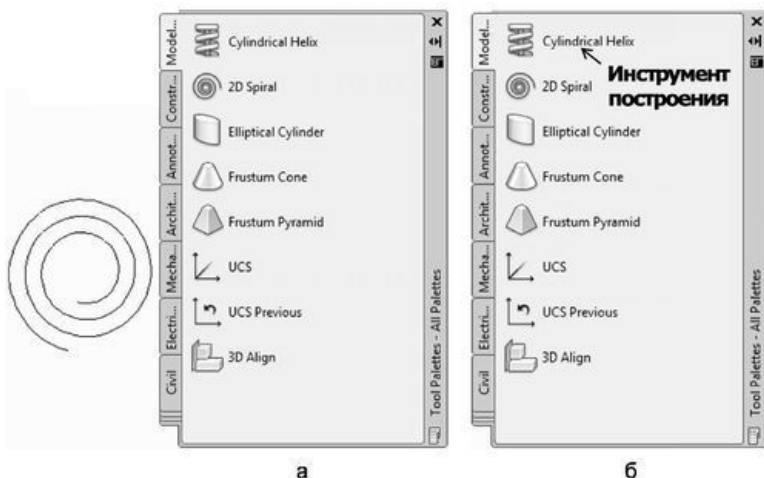 Model...
Constr...
Annot...
Archit...
Mecha...
Electri...
Civil
Cylindrical Helix
2D Spiral
Elliptical Cylinder
Frustum Cone
Frustum Pyramid
UCS
UCS Previous
3D Align
Tool Palettes - All Palettes
а
Model...
Constr...
Annot...
Archit...
Mecha...
Electri...
Civil
Cylindrical Helix
Инструмент
построения
2D Spiral
Elliptical Cylinder
Frustum Cone
Frustum Pyramid
UCS
UCS Previous
3D Align
Tool Palettes - All Palettes
б